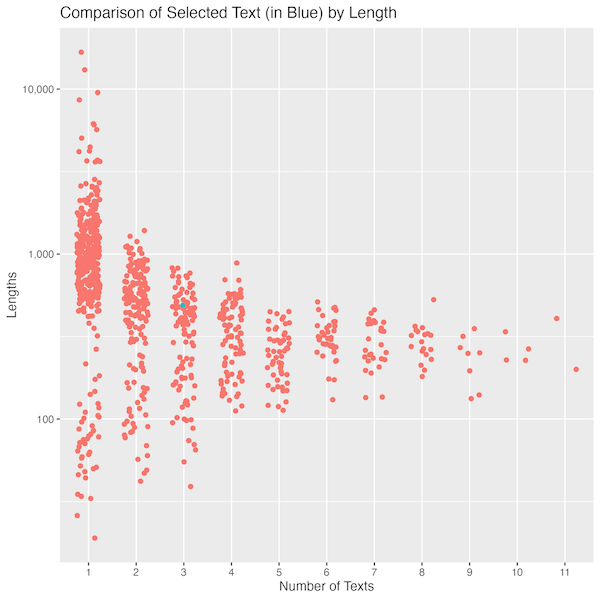 Comparison of Selected Text (in Blue) by Length
Lengths
10,000
1,000
100
1 2 3 4 5 6 7 8 9 10 11
Number of Texts